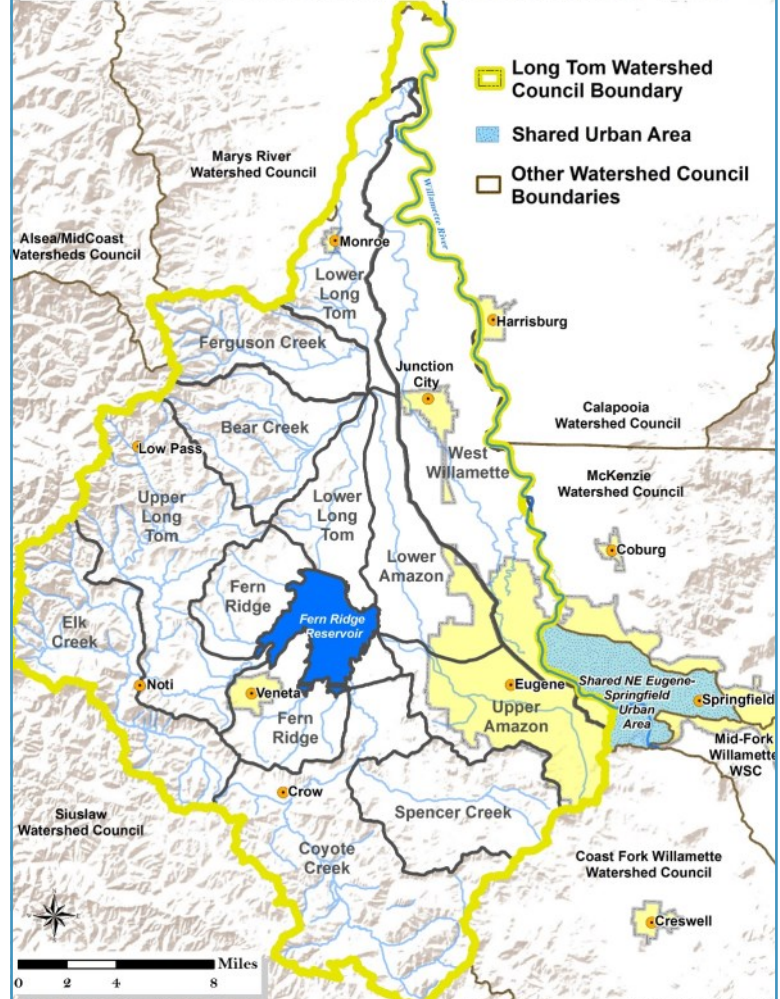 Long Tom Watershed
Council Boundary
Shared Urban Area
Other Watershed Council
Boundaries
Marys River
Watershed Council
Willamette River
Alsea/MidCoast
Watersheds Council
Monroe
Lower
Long
Tom
Harrisburg
Ferguson Creek
Junction
City
Calapooia
Watershed Council
Bear Creek
Low Pass
West
Willamette
McKenzie
Watershed Council
Upper
Long
Tom
Lower
Long
Tom
Coburg
Lower
Amazon
Fern
Ridge
Fern Ridge
Reservoir
Elk
Creek
Noti
Veneta
Eugene
Shared NE Eugene-
Springfield
Urban
Area
Springfield
Fern
Ridge
Upper
Amazon
Mid-Fork
Willamette
WSC
Crow
Siuslaw
Watershed Council
Spencer Creek
Coyote
Creek
Coast Fork Willamette
Watershed Council
Creswell
Miles
0 2 4 8